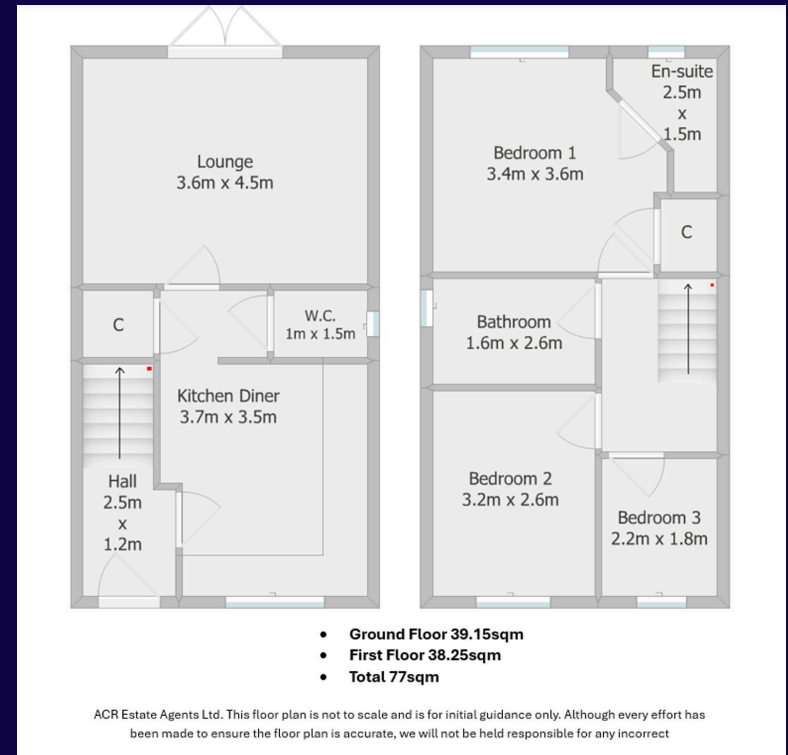 Lounge
3.6m x 4.5m
C
W.C.
1m x 1.5m
Kitchen Diner
3.7m x 3.5m
Hall
2.5m
x
1.2m
En-suite
2.5m
x
1.5m
Bedroom 1
3.4m x 3.6m
C
Bathroom
1.6m x 2.6m
Bedroom 2
3.2m x 2.6m
Bedroom 3
2.2m x 1.8m
• Ground Floor 39.15sqm
• First Floor 38.25sqm
• Total 77sqm
ACR Estate Agents Ltd. This floor plan is not to scale and is for initial guidance only. Although every effort has
been made to ensure the floor plan is accurate, we will not be held responsible for any incorrect